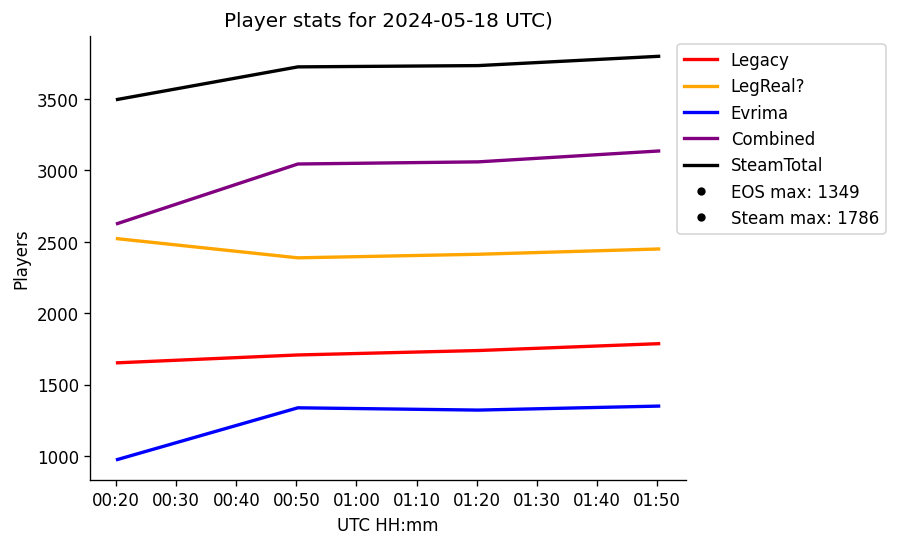 Player stats for 2024-05-18 UTC)
Legacy
LegReal?
Evrima
Combined
SteamTotal
EOS max: 1349
Steam max: 1786
Players
3500
3000
2500
2000
1500
1000
00:20 00:30 00:40 00:50 01:00 01:10 01:20 01:30 01:40 01:50
UTC HH:mm